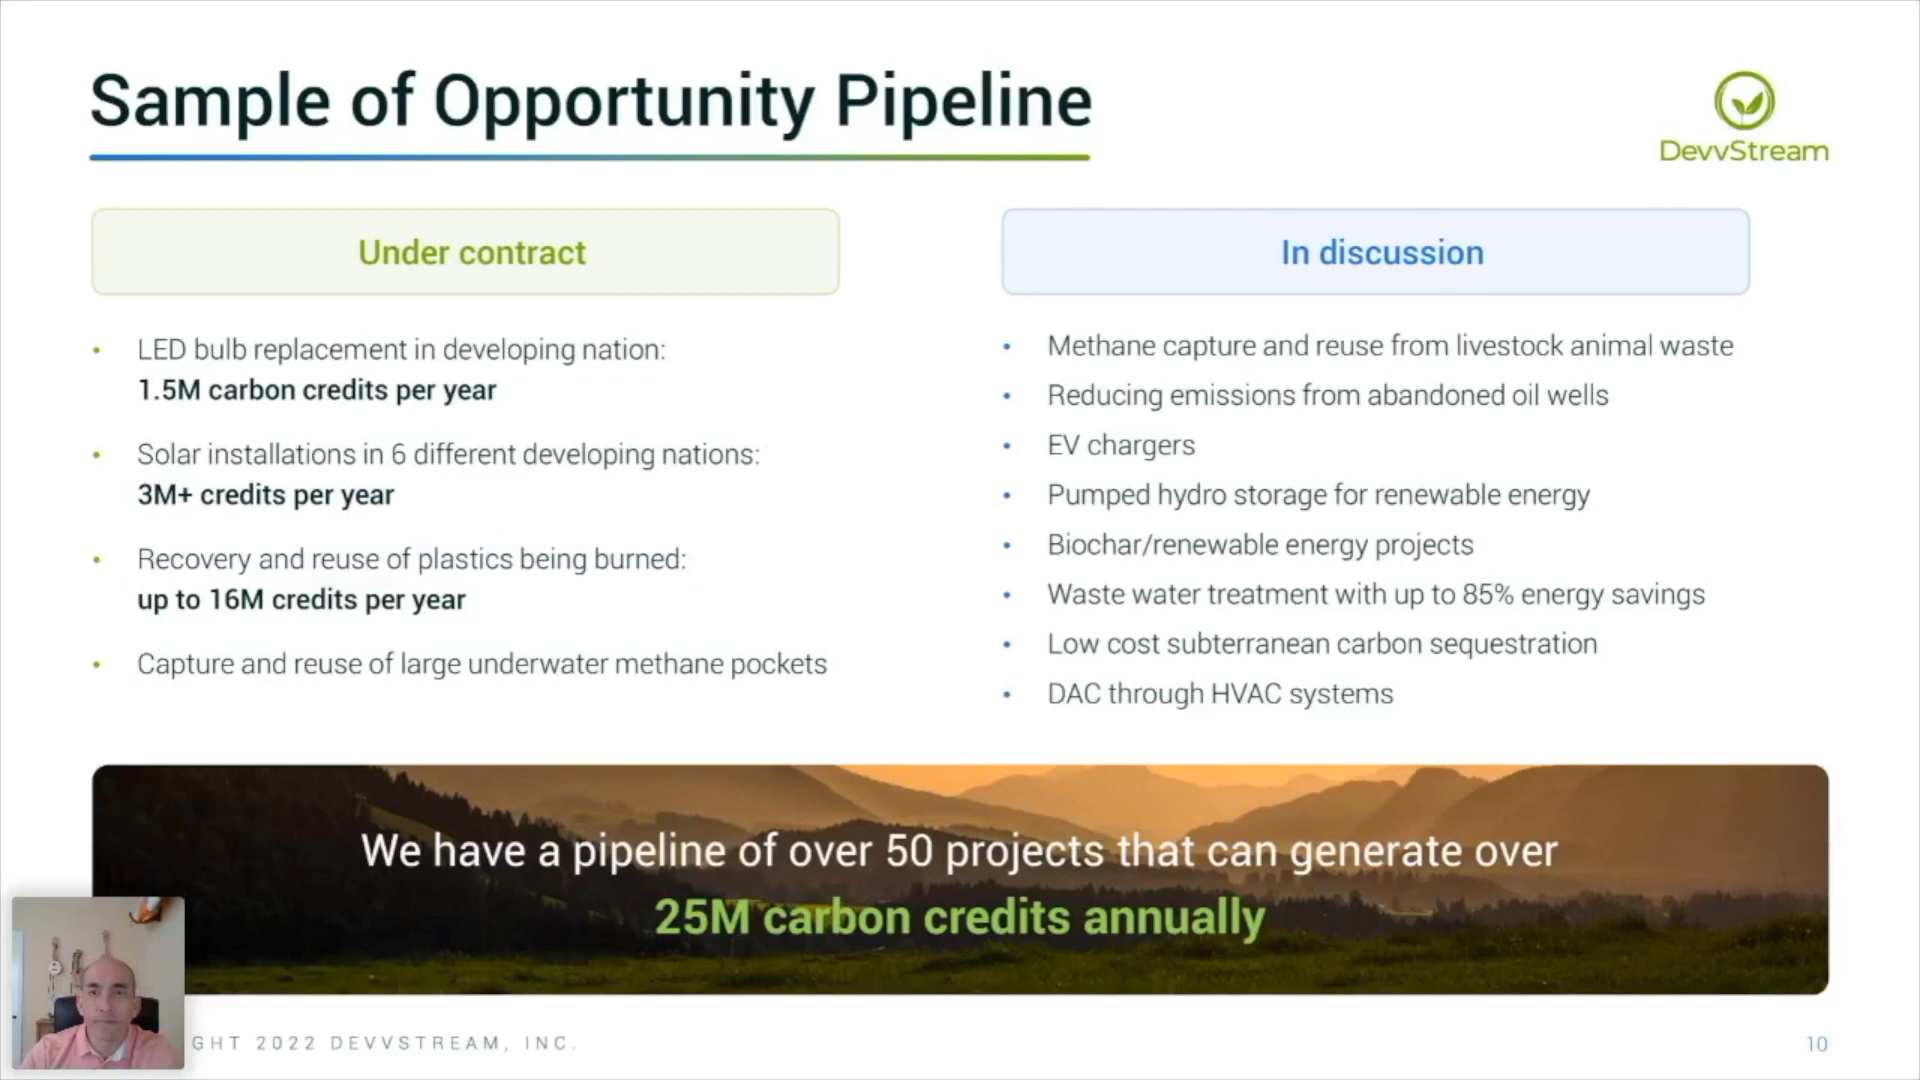 Sample of Opportunity Pipeline
DevvStream
Under contract
• LED bulb replacement in developing nation:
1.5M carbon credits per year
• Solar installations in 6 different developing nations:
3M+ credits per year
• Recovery and reuse of plastics being burned:
up to 16M credits per year
• Capture and reuse of large underwater methane pockets
In discussion
• Methane capture and reuse from livestock animal waste
• Reducing emissions from abandoned oil wells
• EV chargers
• Pumped hydro storage for renewable energy
• Biochar/renewable energy projects
• Waste water treatment with up to 85% energy savings
• Low cost subterranean carbon sequestration
• DAC through HVAC systems
We have a pipeline of over 50 projects that can generate over
25M carbon credits annually
GHT 2022 DEVVSTREAM, INC.
10